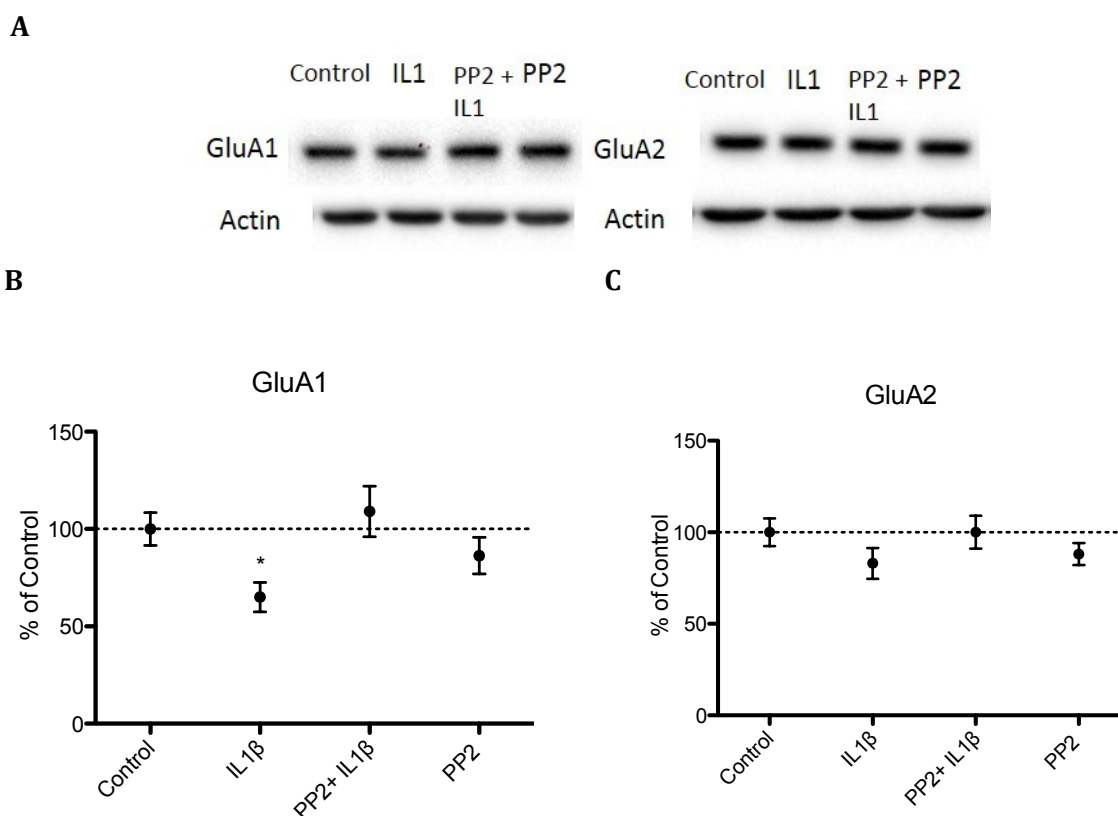 A
Control IL1 PP2 + PP2
IL1
GluA1
Actin
Control IL1 PP2 + PP2
IL1
GluA2
Actin
B
GluA1
% of Control
150
100
50
0
*
Control
IL1β
PP2+ IL1β
PP2
C
GluA2
% of Control
150
100
50
0
Control
IL1β
PP2+ IL1β
PP2